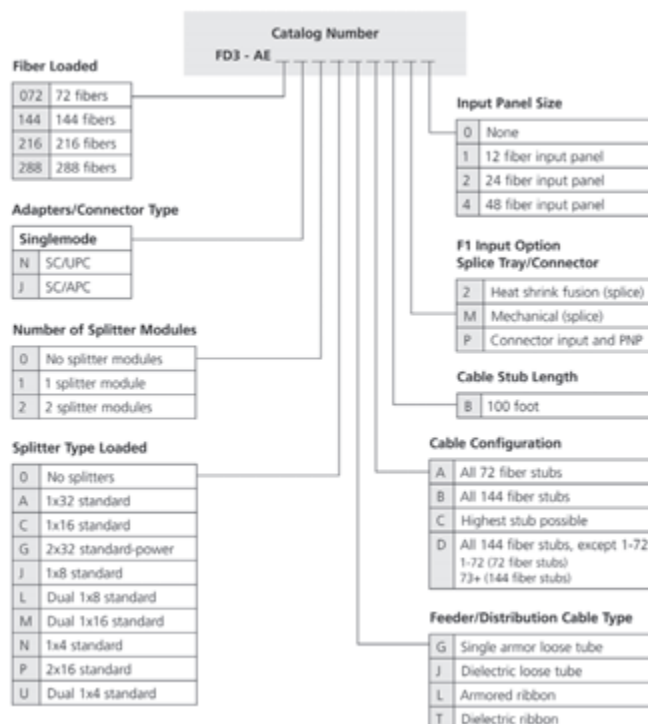 Catalog Number
FD3 - AE _ _ _ _ _ _ _ _ _
Fiber Loaded
072 72 fibers
144 144 fibers
216 216 fibers
288 288 fibers
Adapters/Connector Type
Singlemode
N SC/UPC
J SC/APC
Number of Splitter Modules
0 No splitter modules
1 1 splitter module
2 2 splitter modules
Splitter Type Loaded
0 No splitters
A 1x32 standard
C 1x16 standard
G 2x32 standard-power
J 1x8 standard
L Dual 1x8 standard
M Dual 1x16 standard
N 1x4 standard
P 2x16 standard
U Dual 1x4 standard
Input Panel Size
0 None
1 12 fiber input panel
2 24 fiber input panel
4 48 fiber input panel
F1 Input Option
Splice Tray/Connector
2 Heat shrink fusion (splice)
M Mechanical (splice)
P Connector input and PNP
Cable Stub Length
B 100 foot
Cable Configuration
A All 72 fiber stubs
B All 144 fiber stubs
C Highest stub possible
D All 144 fiber stubs, except 1-72
1-72 (72 fiber stubs)
73+ (144 fiber stubs)
Feeder/Distribution Cable Type
G Single armor loose tube
J Dielectric loose tube
L Armored ribbon
T Dielectric ribbon